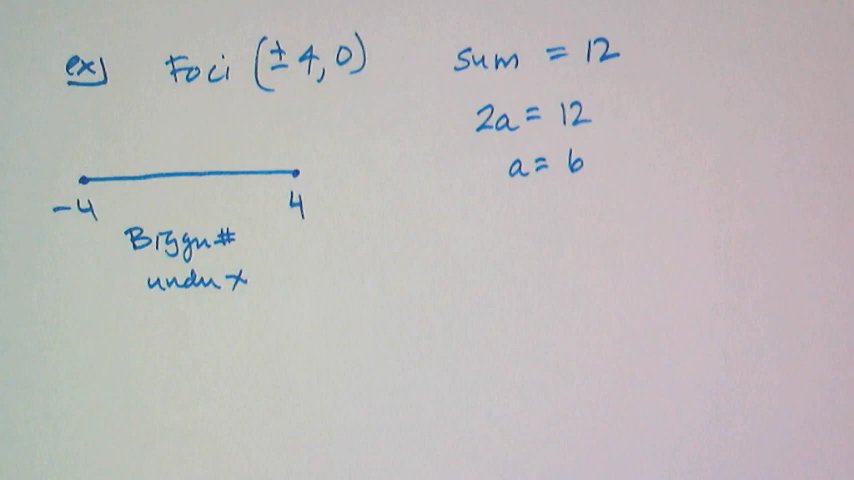 ex) Foci (±4,0) sum = 12
2a = 12
a = 6
-4 4
Bigger #
under x